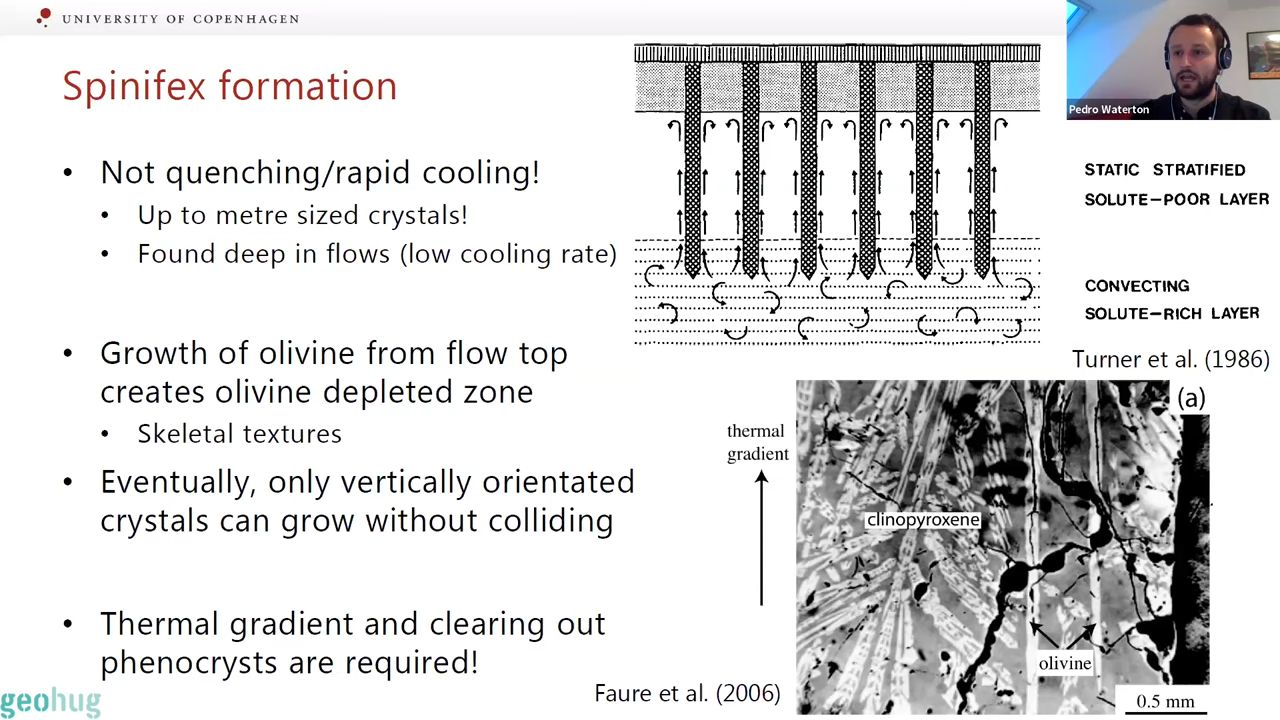 UNIVERSITY OF COPENHAGEN
Pedro Waterton
Spinifex formation
• Not quenching/rapid cooling!
• Up to metre sized crystals!
• Found deep in flows (low cooling rate)
• Growth of olivine from flow top
creates olivine depleted zone
• Skeletal textures
• Eventually, only vertically orientated
crystals can grow without colliding
• Thermal gradient and clearing out
phenocrysts are required!
STATIC STRATIFIED
SOLUTE-POOR LAYER
CONVECTING
SOLUTE-RICH LAYER
Turner et al. (1986)
(a)
thermal
gradient
clinopyroxene
olivine
0.5 mm
Faure et al. (2006)
geohug